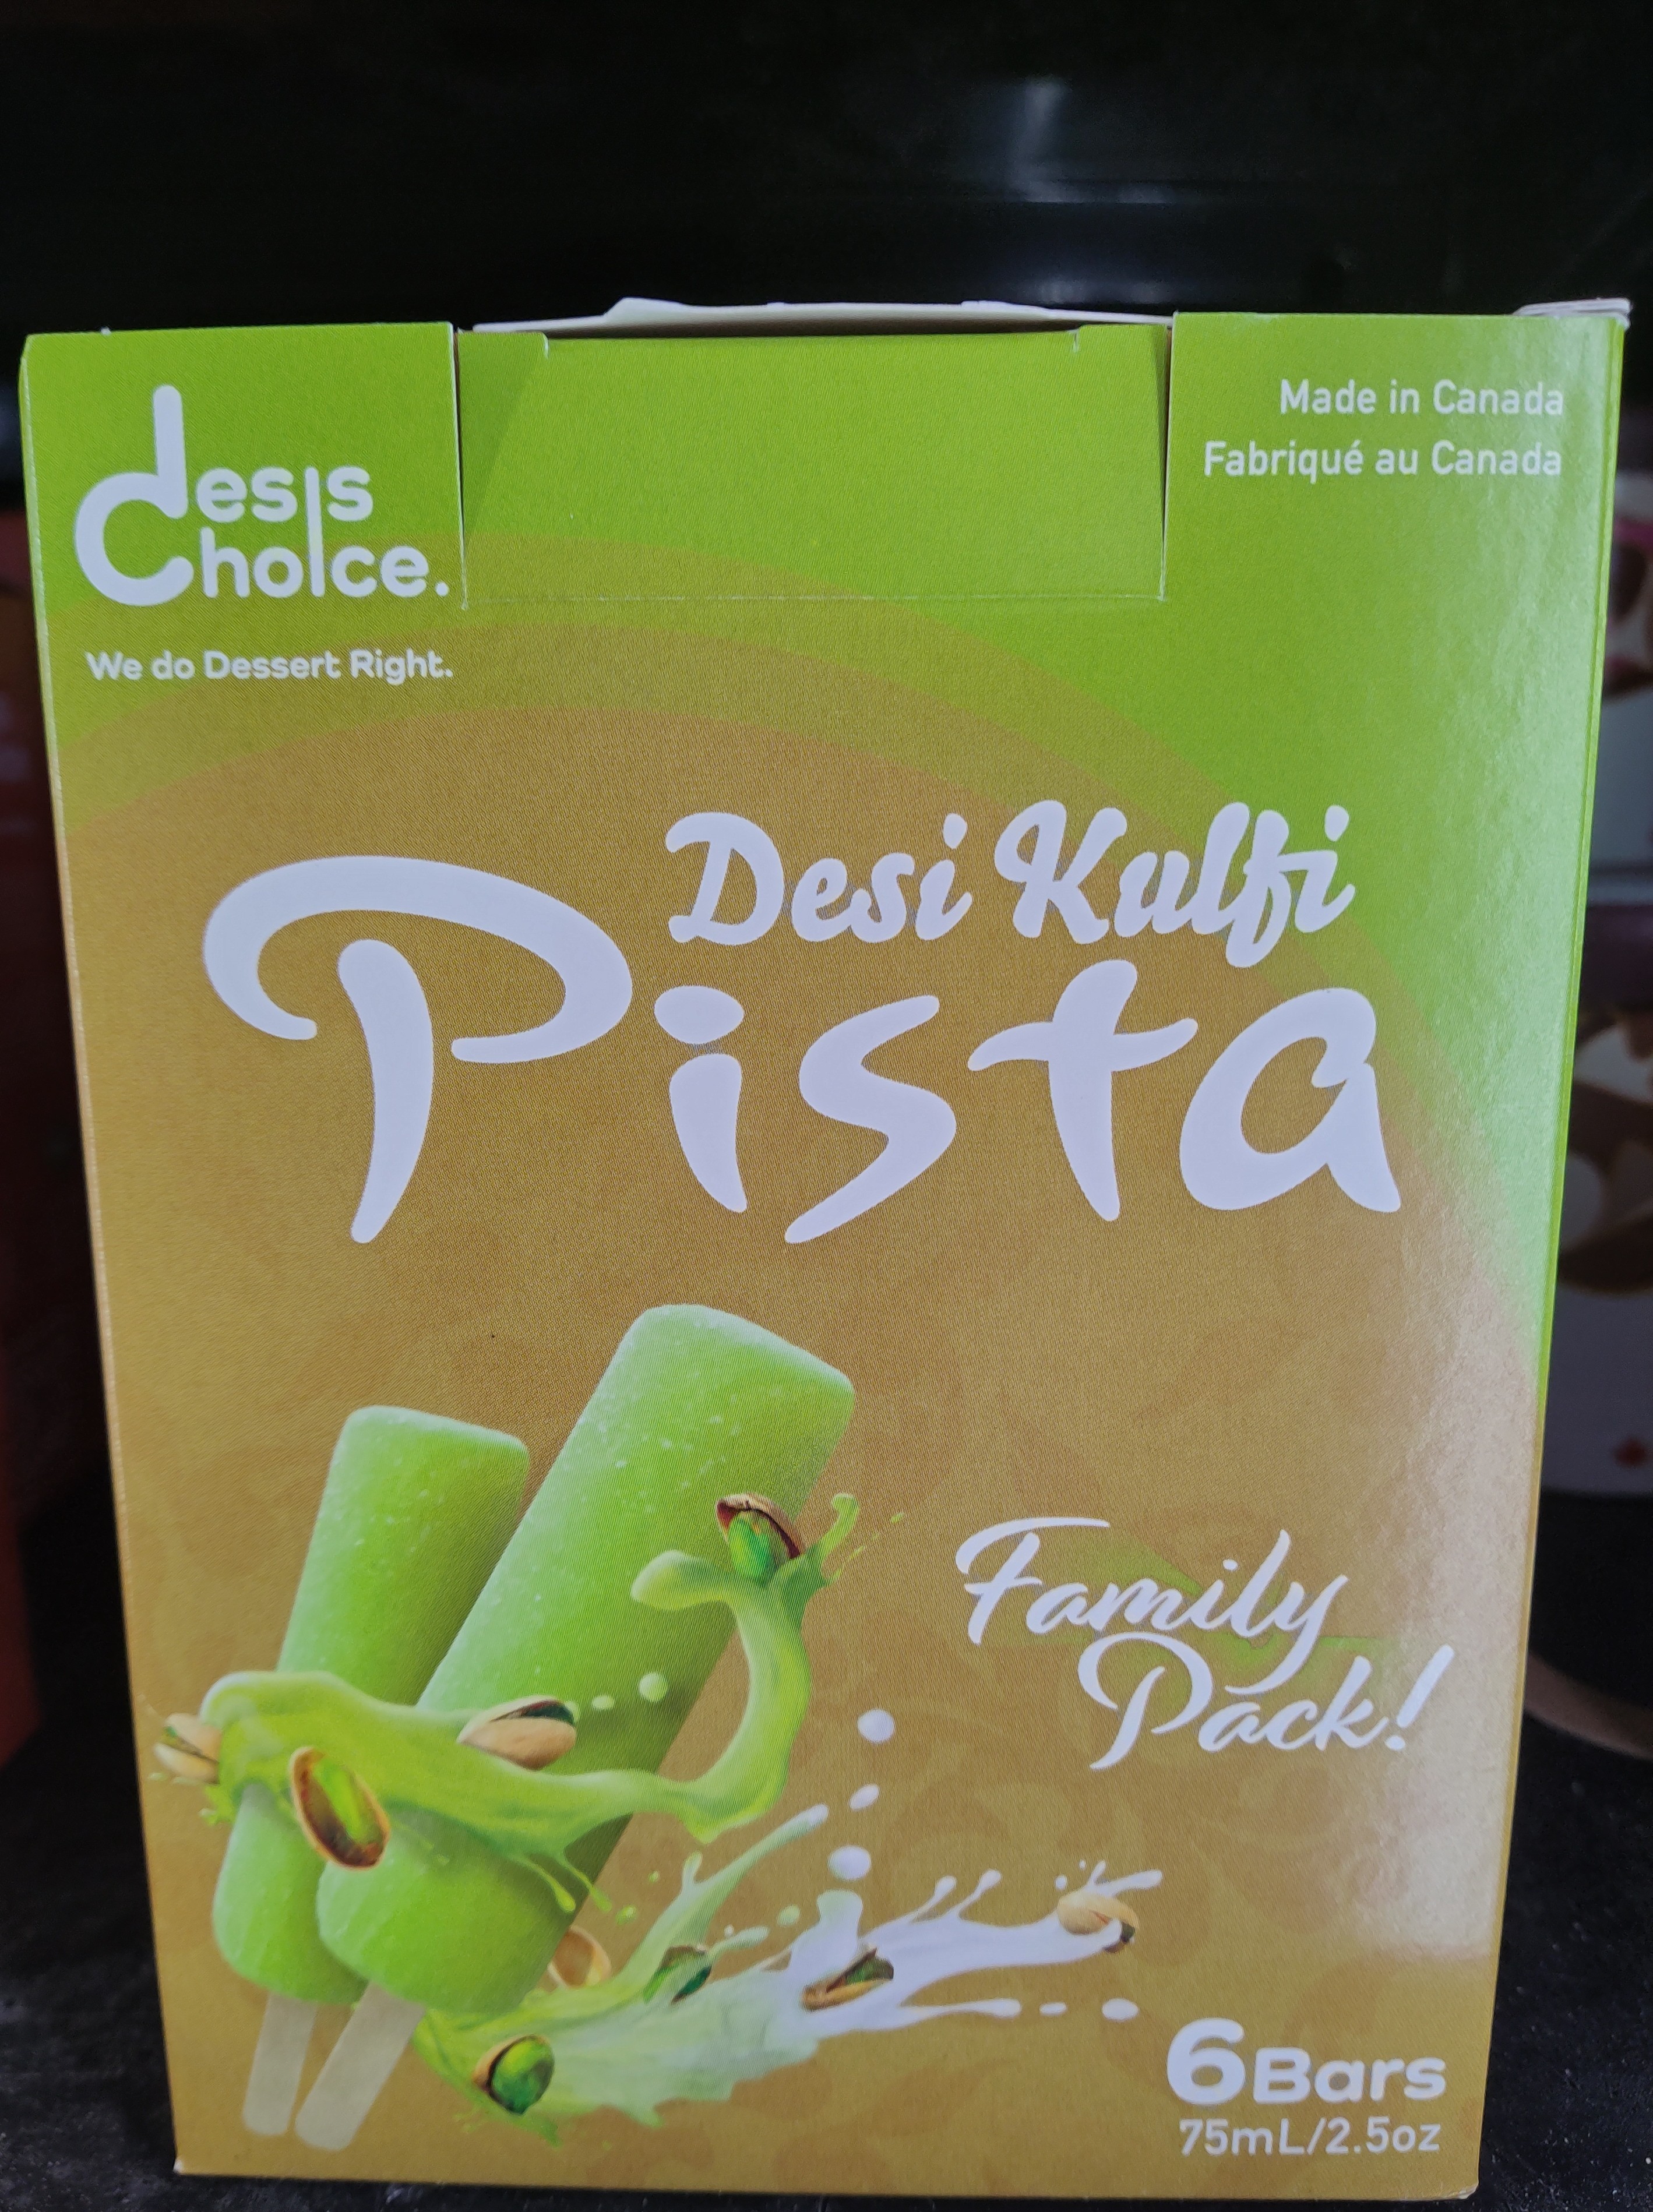 desis
Choice.
We do Dessert Right.
Made in Canada
Fabriqué au Canada
Desi Kulfi
Pista
Family
Pack!
6 Bars
75mL/2.5oz